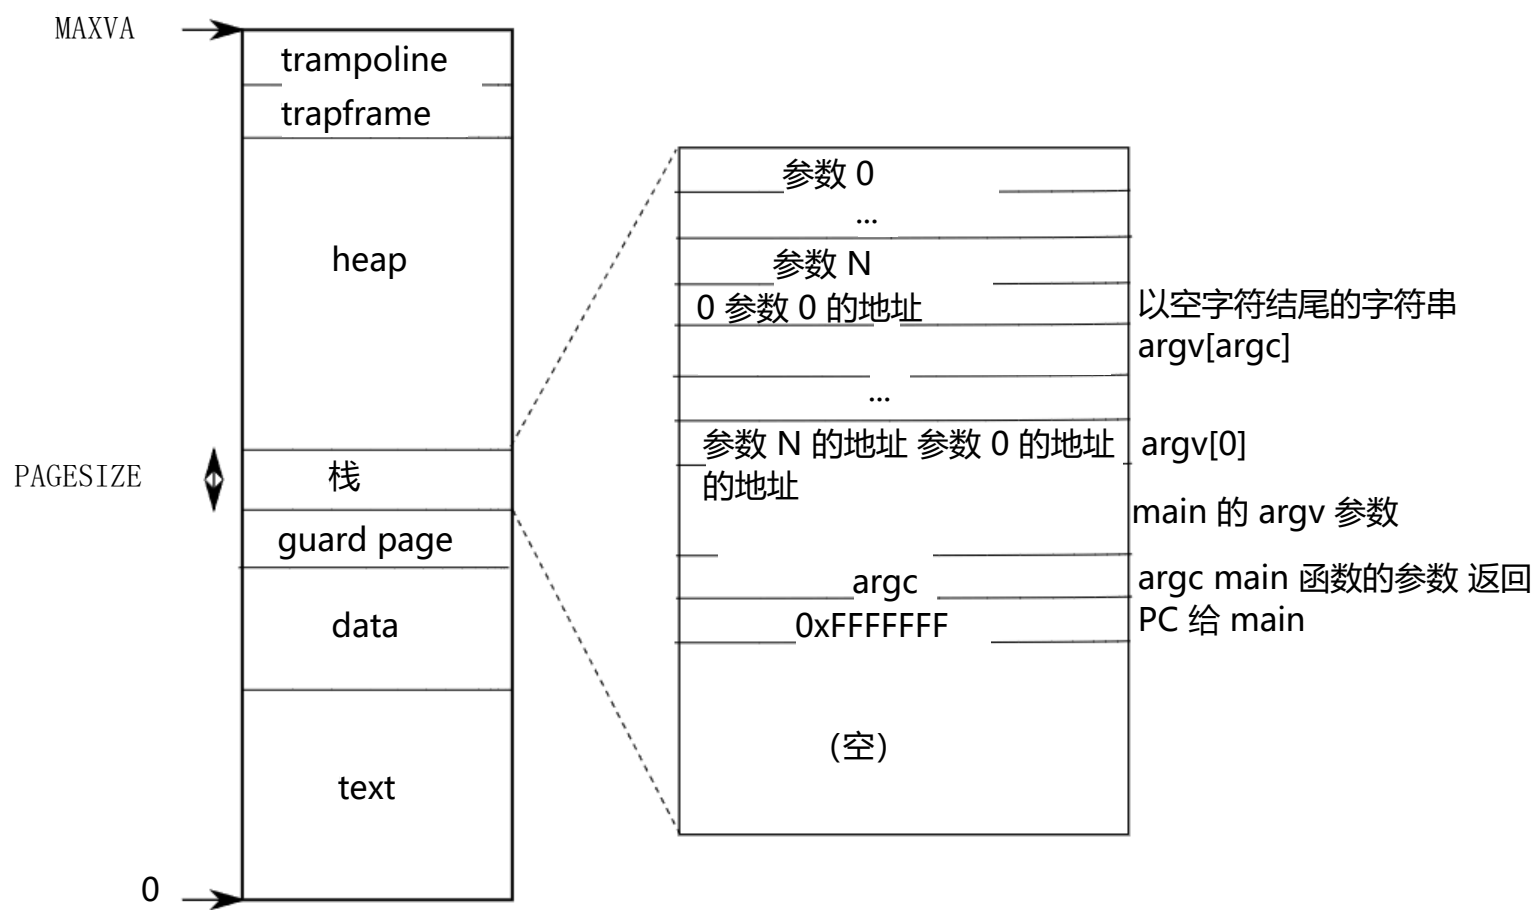 MAXVA
trampoline
trapframe
heap
PAGESIZE
栈
guard page
data
text
0
参数 0
...
参数 N
0 参数 0 的地址
以空字符结尾的字符串
argv[argc]
...
参数 N 的地址 参数 0 的地址
的地址
argv[0]
main 的 argv 参数
argc
argc main 函数的参数 返回
0xFFFFFFF
PC 给 main
(空)